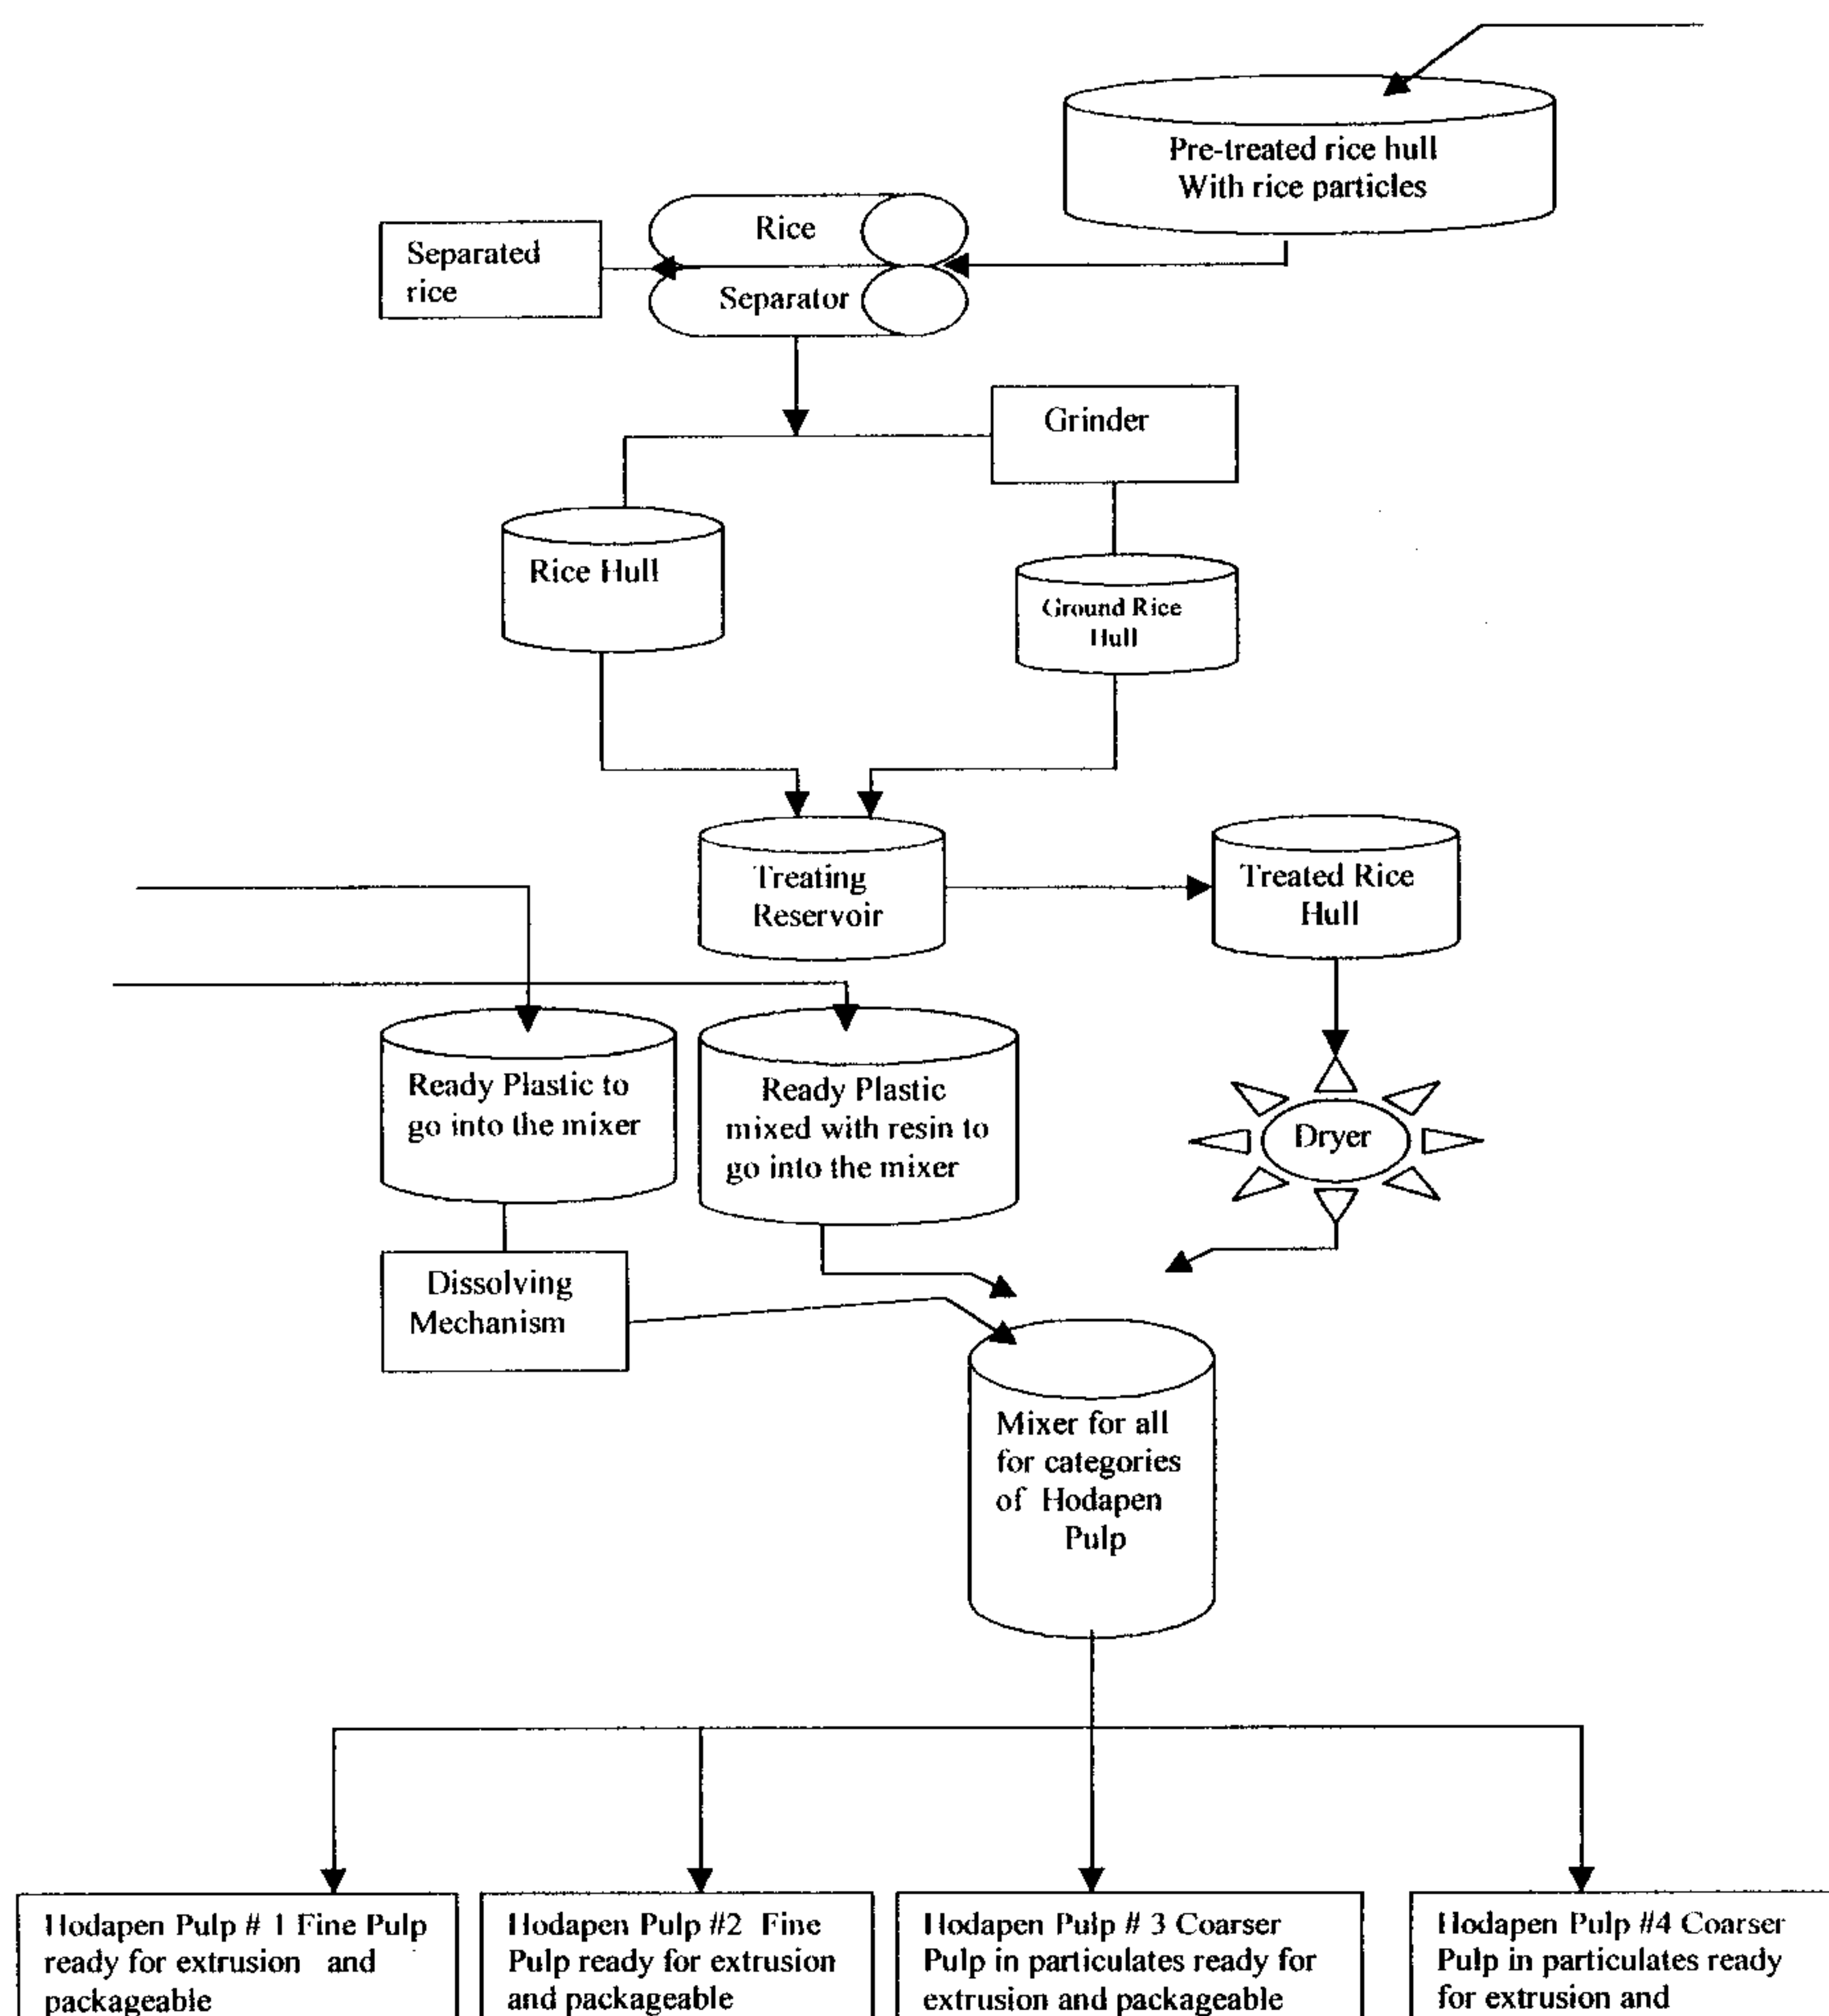 Pre-treated rice hull
With rice particles
Rice
Separator
Separated
rice
Grinder
Rice Hull
Ground Rice
Hull
Treating
Reservoir
Treated Rice
Hull
Ready Plastic to
go into the mixer
Ready Plastic
mixed with resin to
go into the mixer
Dryer
Dissolving
Mechanism
Mixer for all
for categories
of Hodapen
Pulp
Hodapen Pulp # 1 Fine Pulp
ready for extrusion and
packageable
Hodapen Pulp #2 Fine
Pulp ready for extrusion
and packageable
Hodapen Pulp # 3 Coarser
Pulp in particulates ready for
extrusion and packageable
Hodapen Pulp #4 Coarser
Pulp in particulates ready
for extrusion and